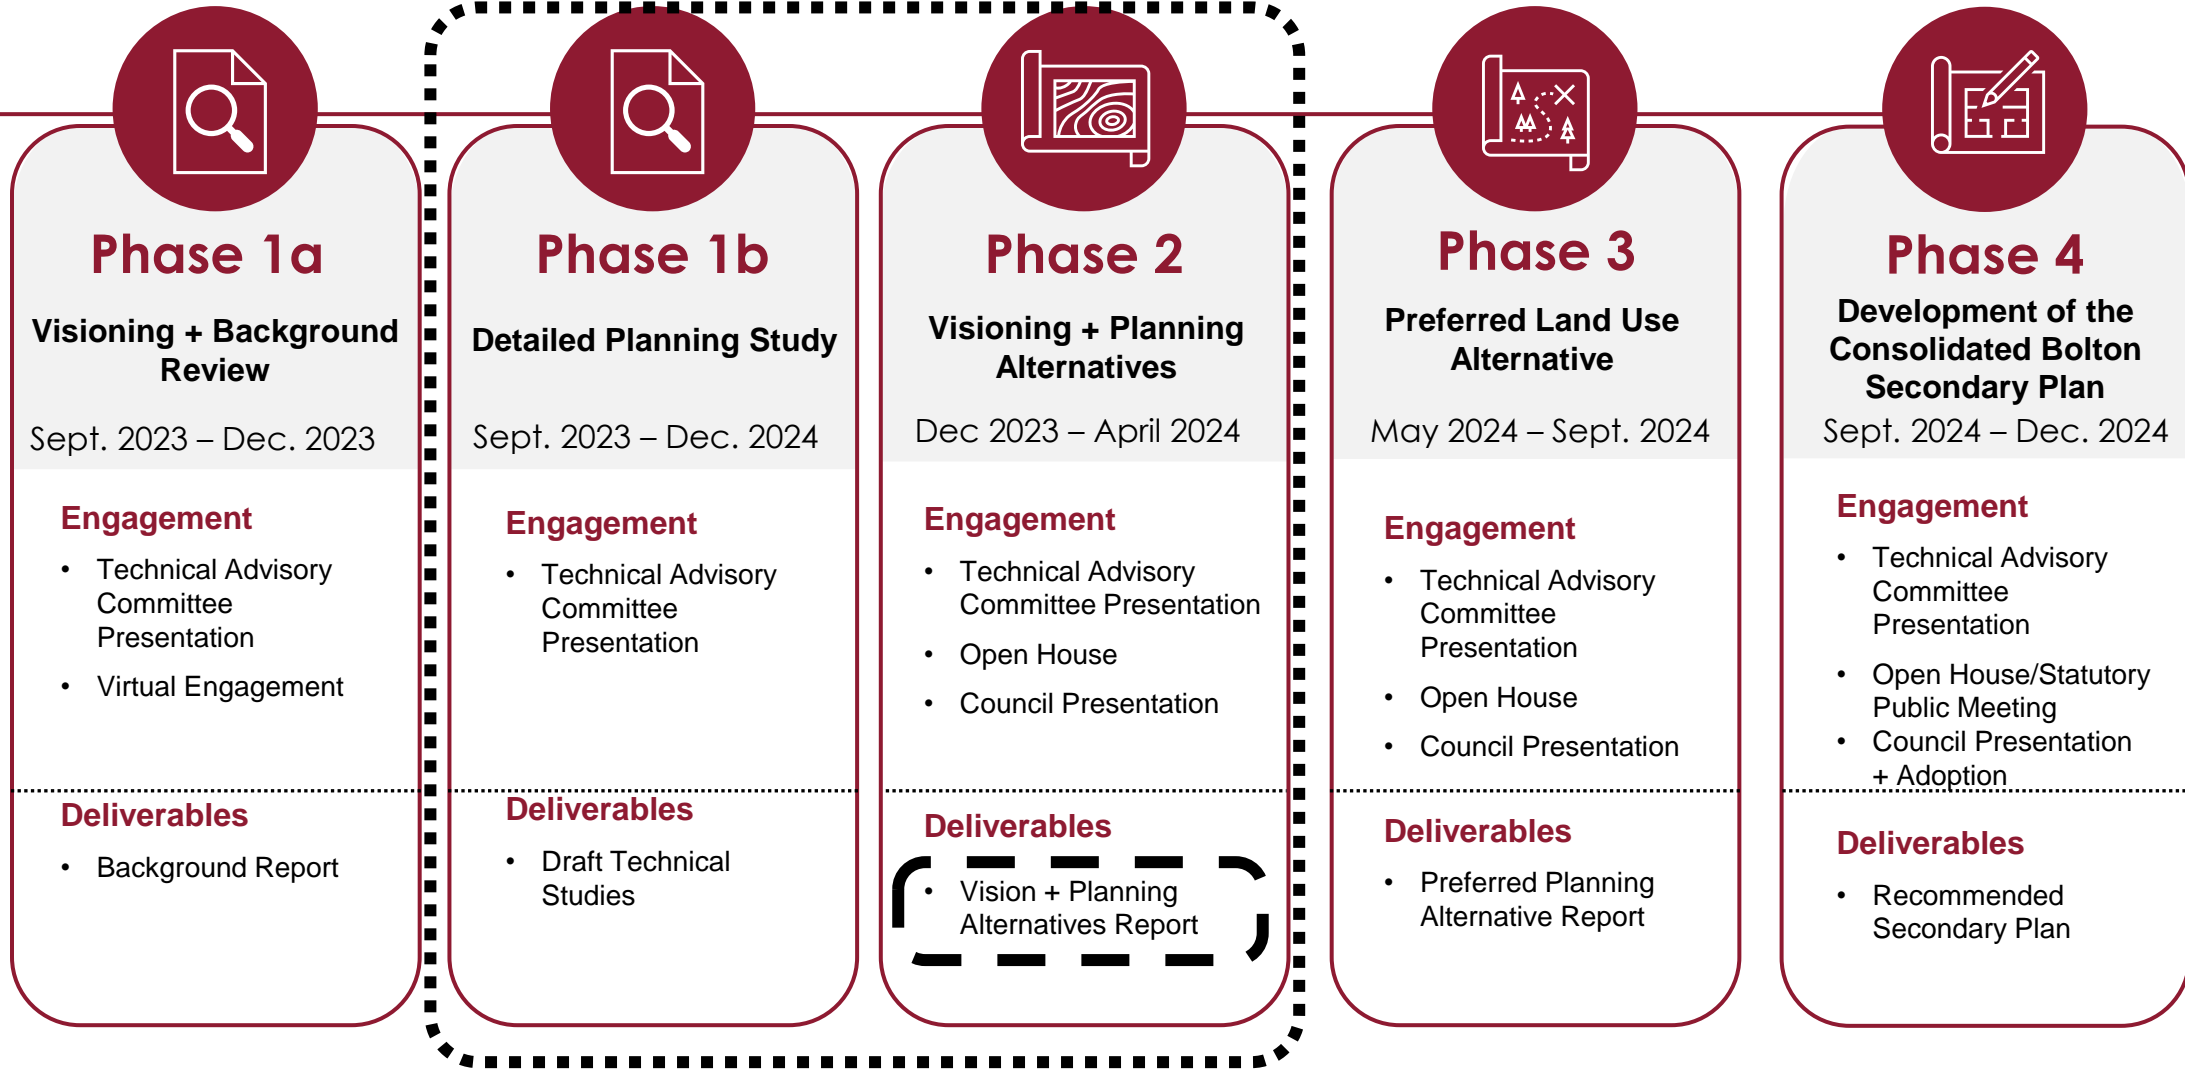 Phase 1a
Visioning + Background
Review
Sept. 2023 – Dec. 2023
Engagement
• Technical Advisory
Committee
Presentation
• Virtual Engagement
Deliverables
• Background Report
Phase 1b
Detailed Planning Study
Sept. 2023 – Dec. 2024
Engagement
• Technical Advisory
Committee
Presentation
Deliverables
• Draft Technical
Studies
Phase 2
Visioning + Planning
Alternatives
Dec 2023 – April 2024
Engagement
• Technical Advisory
Committee Presentation
• Open House
• Council Presentation
Deliverables
• Vision + Planning
Alternatives Report
Phase 3
Preferred Land Use
Alternative
May 2024 – Sept. 2024
Engagement
• Technical Advisory
Committee
Presentation
• Open House
• Council Presentation
Deliverables
• Preferred Planning
Alternative Report
Phase 4
Development of the
Consolidated Bolton
Secondary Plan
Sept. 2024 – Dec. 2024
Engagement
• Technical Advisory
Committee
Presentation
• Open House/Statutory
Public Meeting
• Council Presentation
+ Adoption
Deliverables
• Recommended
Secondary Plan